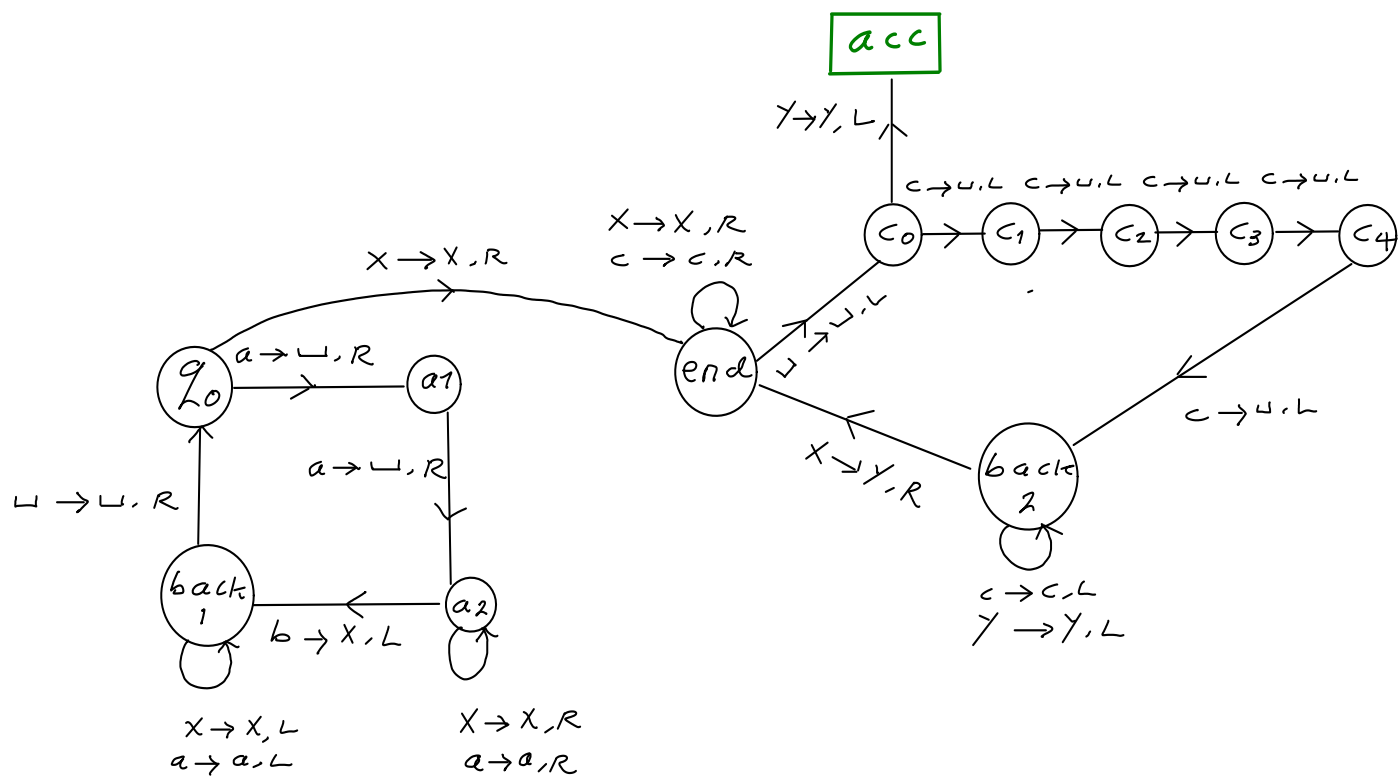 acc
Y→Y, L
c→⊔, L c→⊔, L c→⊔, L c→⊔, L
X→X, R
c→c, R
c0 c1 c2 c3 c4
X→X, R
⊔→⊔, L
q0
a→⊔, R
a1
end
c→⊔, L
a→⊔, R
X→Y, R
back
2
⊔→⊔, R
back
1
b→X, L
a2
c→c, L
Y→Y, L
X→X, L
a→a, L
X→X, R
a→a, R